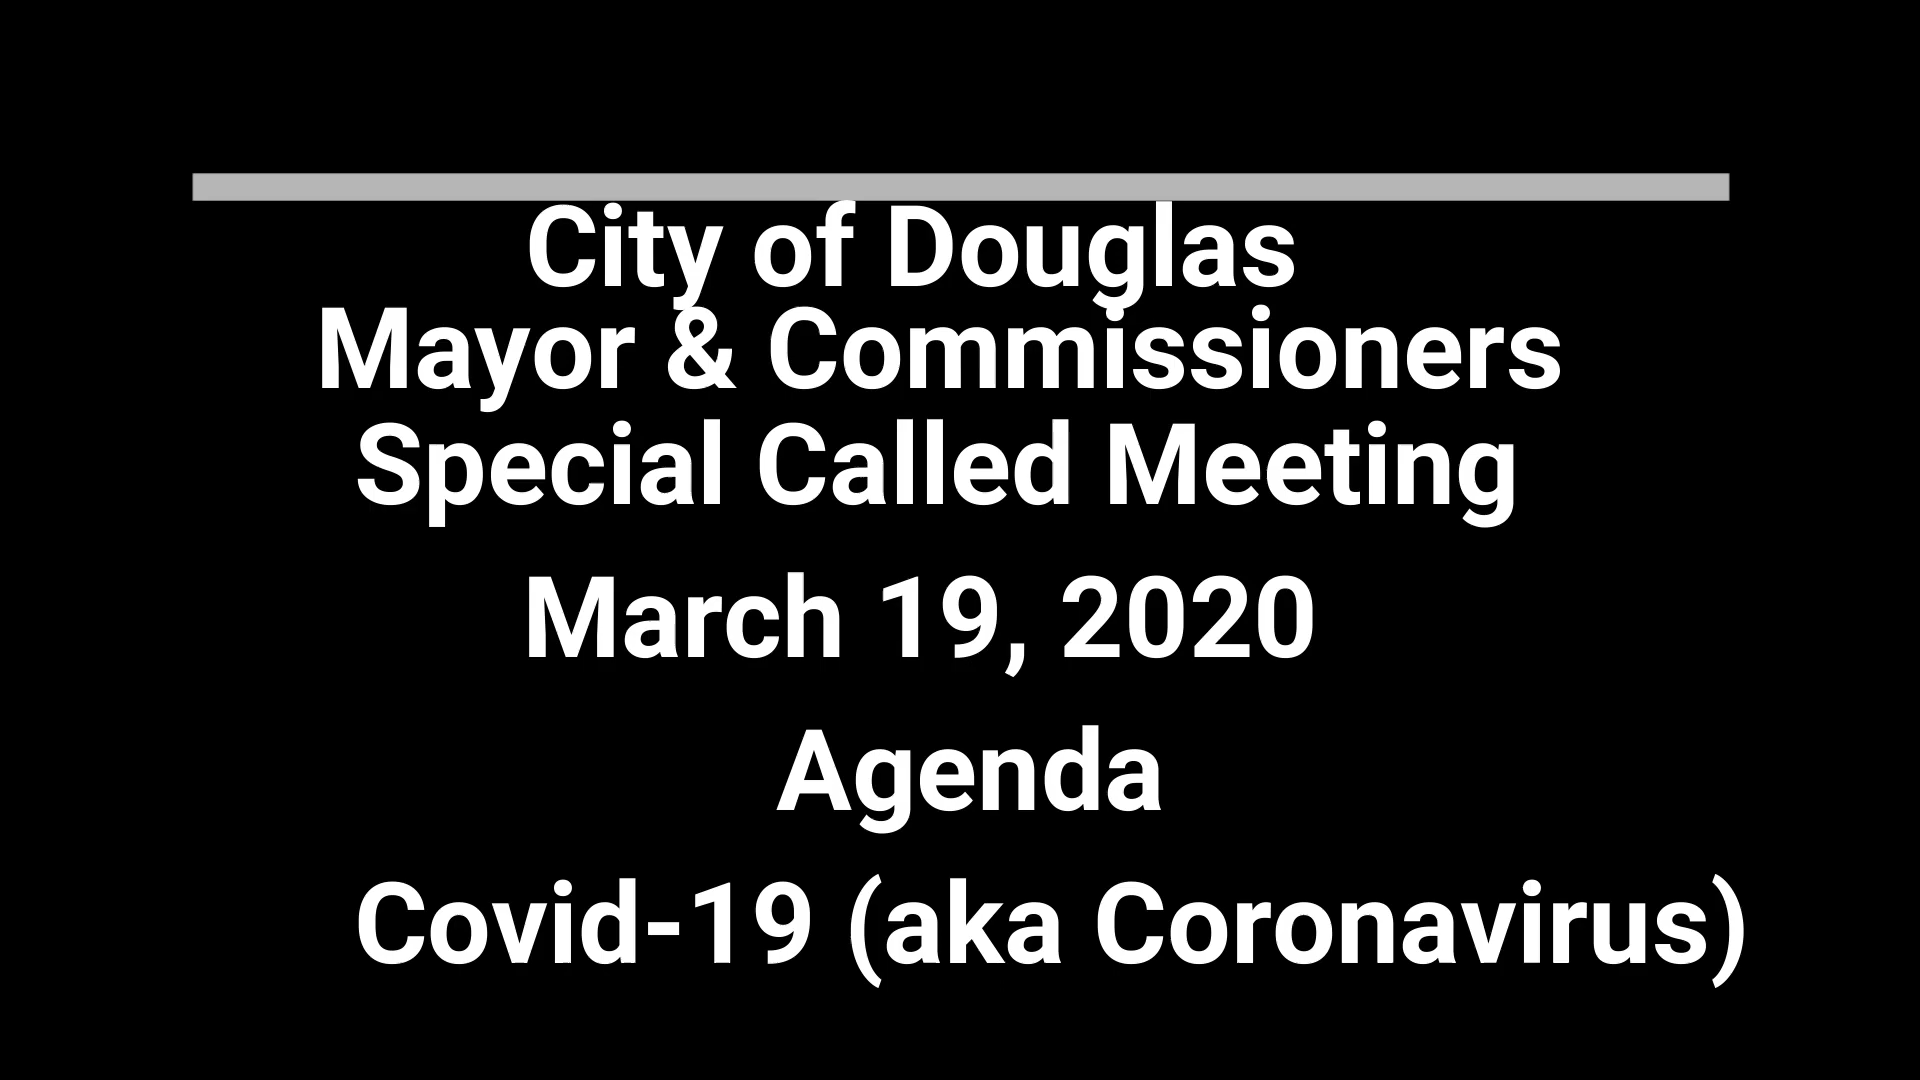 City of Douglas
Mayor & Commissioners
Special Called Meeting
March 19, 2020
Agenda
Covid-19 (aka Coronavirus)